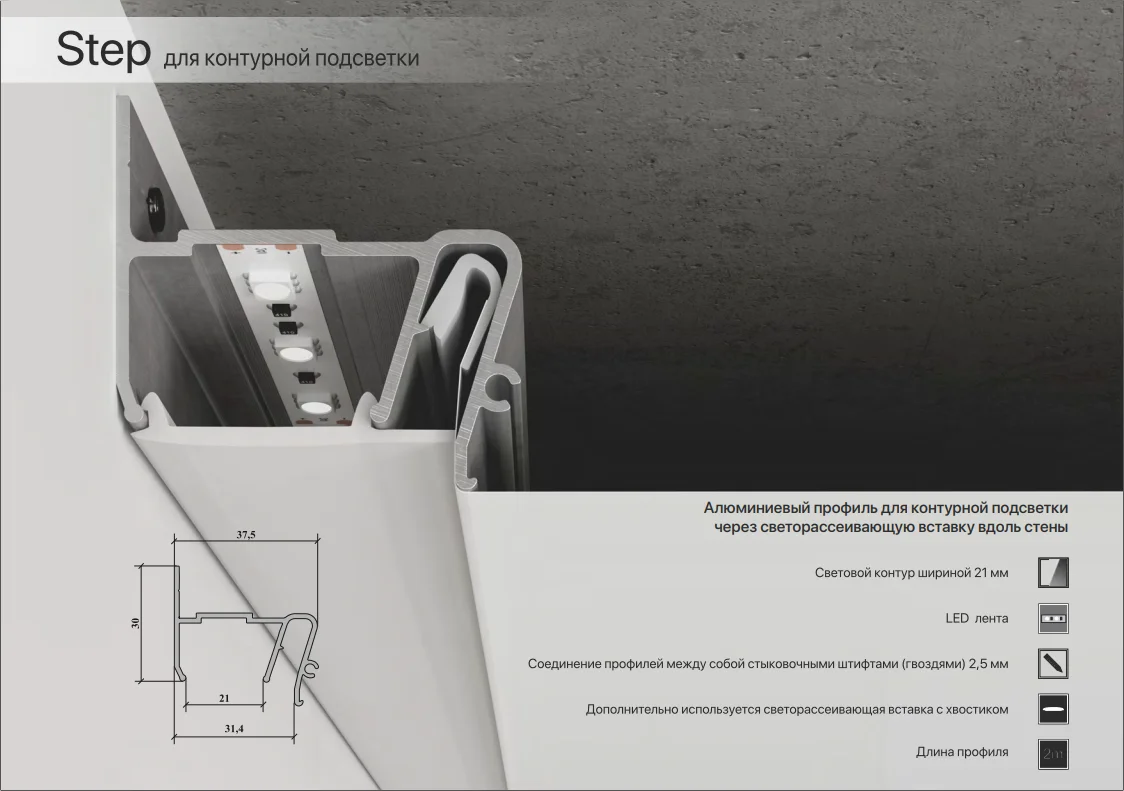 Step для контурной подсветки
Алюминиевый профиль для контурной подсветки
через светорассеивающую вставку вдоль стены
Световой контур шириной 21 мм
LED лента
Соединение профилей между собой стыковочными штифтами (гвоздями) 2,5 мм
Дополнительно используется светорассеивающая вставка с хвостиком
Длина профиля
2m
37,5
30
21
31,4